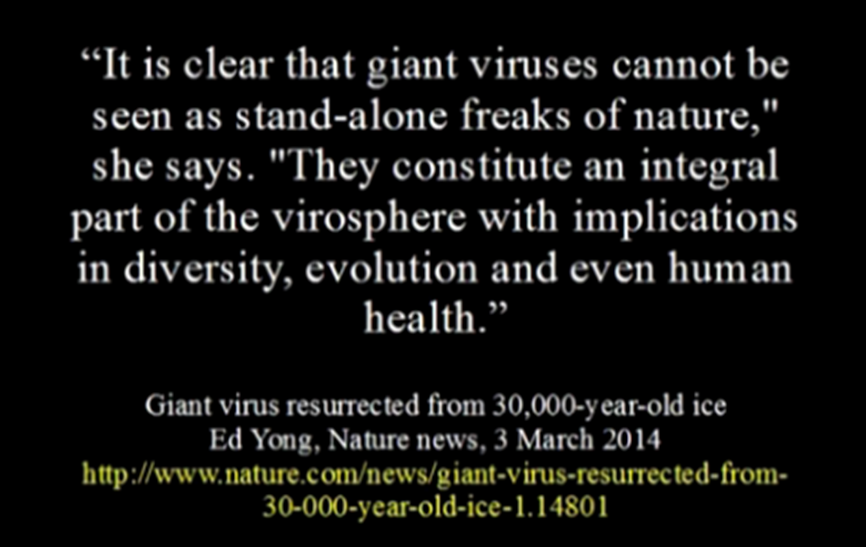 “It is clear that giant viruses cannot be
seen as stand-alone freaks of nature,"
she says. "They constitute an integral
part of the virosphere with implications
in diversity, evolution and even human
health.”
Giant virus resurrected from 30,000-year-old ice
Ed Yong, Nature news, 3 March 2014
http://www.nature.com/news/giant-virus-resurrected-from-
30-000-year-old-ice-1.14801